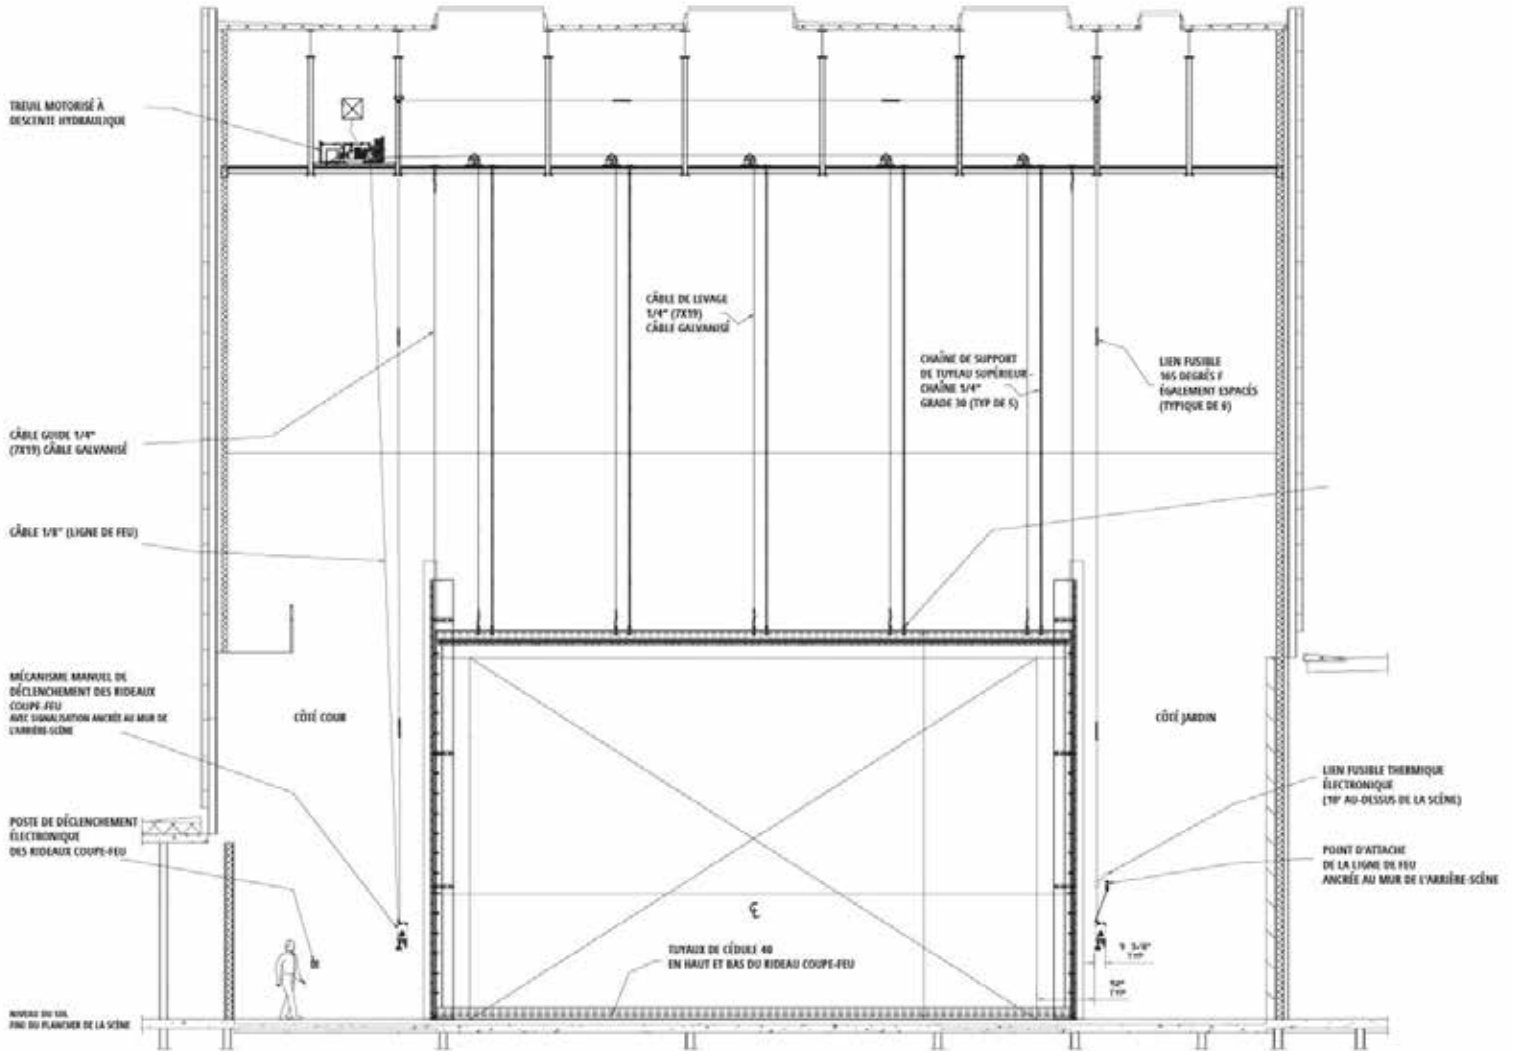 TREUIL MOTORISÉ À
DESCENTE HYDRAULIQUE
CÂBLE DE LEVAGE
1/4" (7X19)
CÂBLE GALVANISÉ
CHAÎNE DE SUPPORT
DE TUYEAU SUPÉRIEUR
CHAÎNE 1/4"
GRADE 30 (TYP DE 5)
LIEN FUSIBLE
165 DEGRÉS F
ÉGALEMENT ESPACÉS
(TYPIQUE DE 6)
CÂBLE GUIDE 1/4"
(7X19) CÂBLE GALVANISÉ
CÂBLE 1/8" (LIGNE DE FEU)
MÉCANISME MANUEL DE
DÉCLENCHEMENT DES RIDEAUX
COUPE-FEU
AVEC SIGNALISATION ANCRÉE AU MUR DE
L'ARRIÈRE-SCÈNE
CÔTÉ COUR
CÔTÉ JARDIN
LIEN FUSIBLE THERMIQUE
ÉLECTRONIQUE
(10' AU-DESSUS DE LA SCÈNE)
POSTE DE DÉCLENCHEMENT
ÉLECTRONIQUE
DES RIDEAUX COUPE-FEU
POINT D'ATTACHE
DE LA LIGNE DE FEU
ANCRÉE AU MUR DE L'ARRIÈRE-SCÈNE
TUYAUX DE CÉDULE 40
EN HAUT ET BAS DU RIDEAU COUPE-FEU
TYP
TYP
NIVEAU DU SOL
FINI DU PLANCHER DE LA SCÈNE